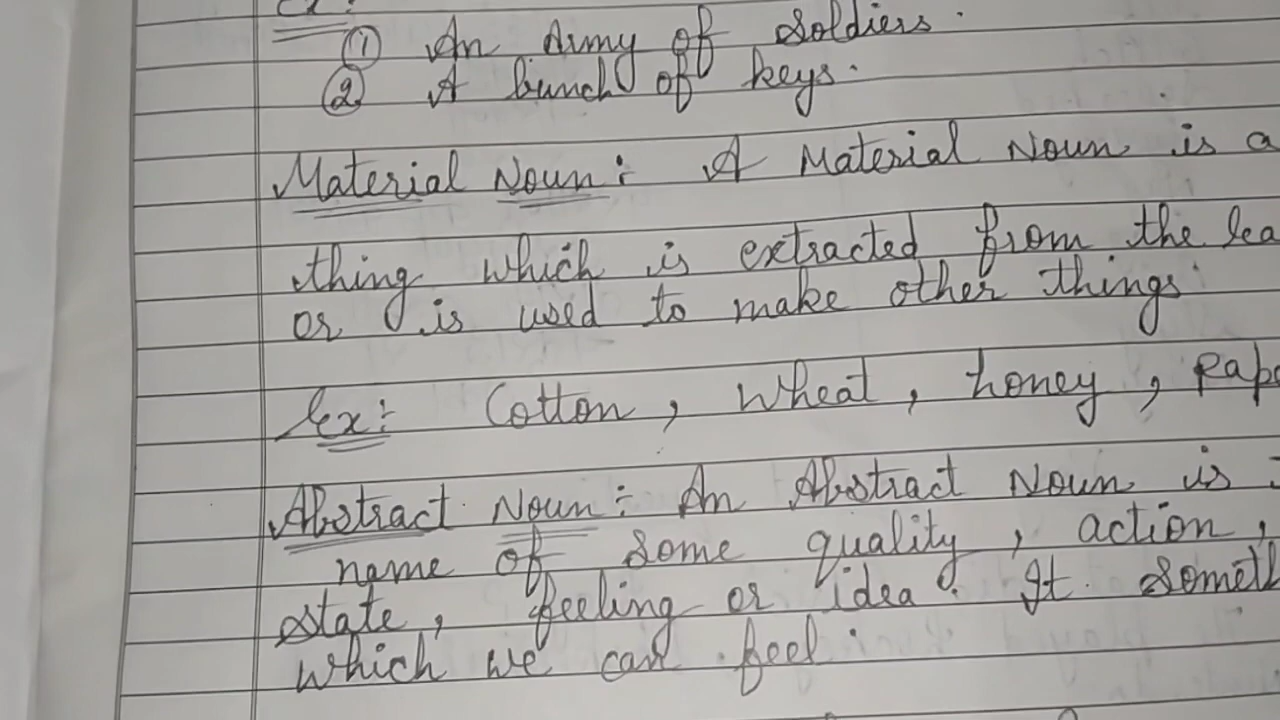 Ex:
① An Army of Soldiers.
② A bunch of keys.
Material Noun: A Material Noun is a
thing which is extracted from the
or is used to make other things
Ex: Cotton, Wheat, honey,
Abstract Noun: An Abstract Noun is
name of some quality, action,
state, feeling or idea. It
which we can feel.